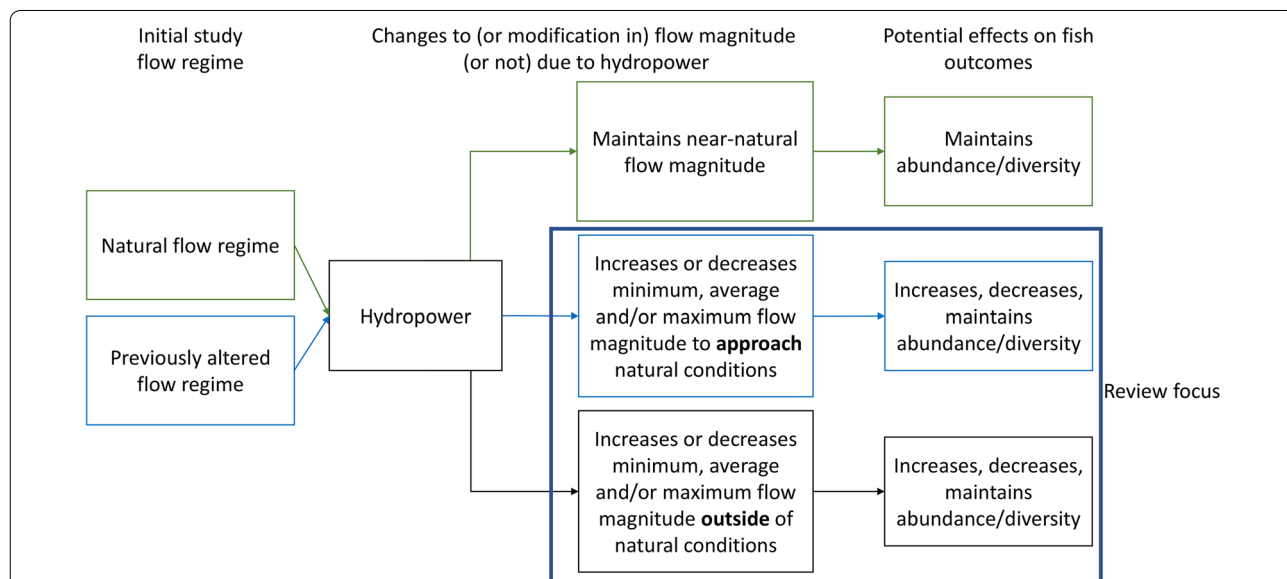 Initial study
flow regime
Changes to (or modification in) flow magnitude
(or not) due to hydropower
Potential effects on fish
outcomes
Maintains near-natural
flow magnitude
Maintains
abundance/diversity
Natural flow regime
Previously altered
flow regime
Hydropower
Increases or decreases
minimum, average
and/or maximum flow
magnitude to approach
natural conditions
Increases, decreases,
maintains
abundance/diversity
Review focus
Increases or decreases
minimum, average
and/or maximum flow
magnitude outside of
natural conditions
Increases, decreases,
maintains
abundance/diversity